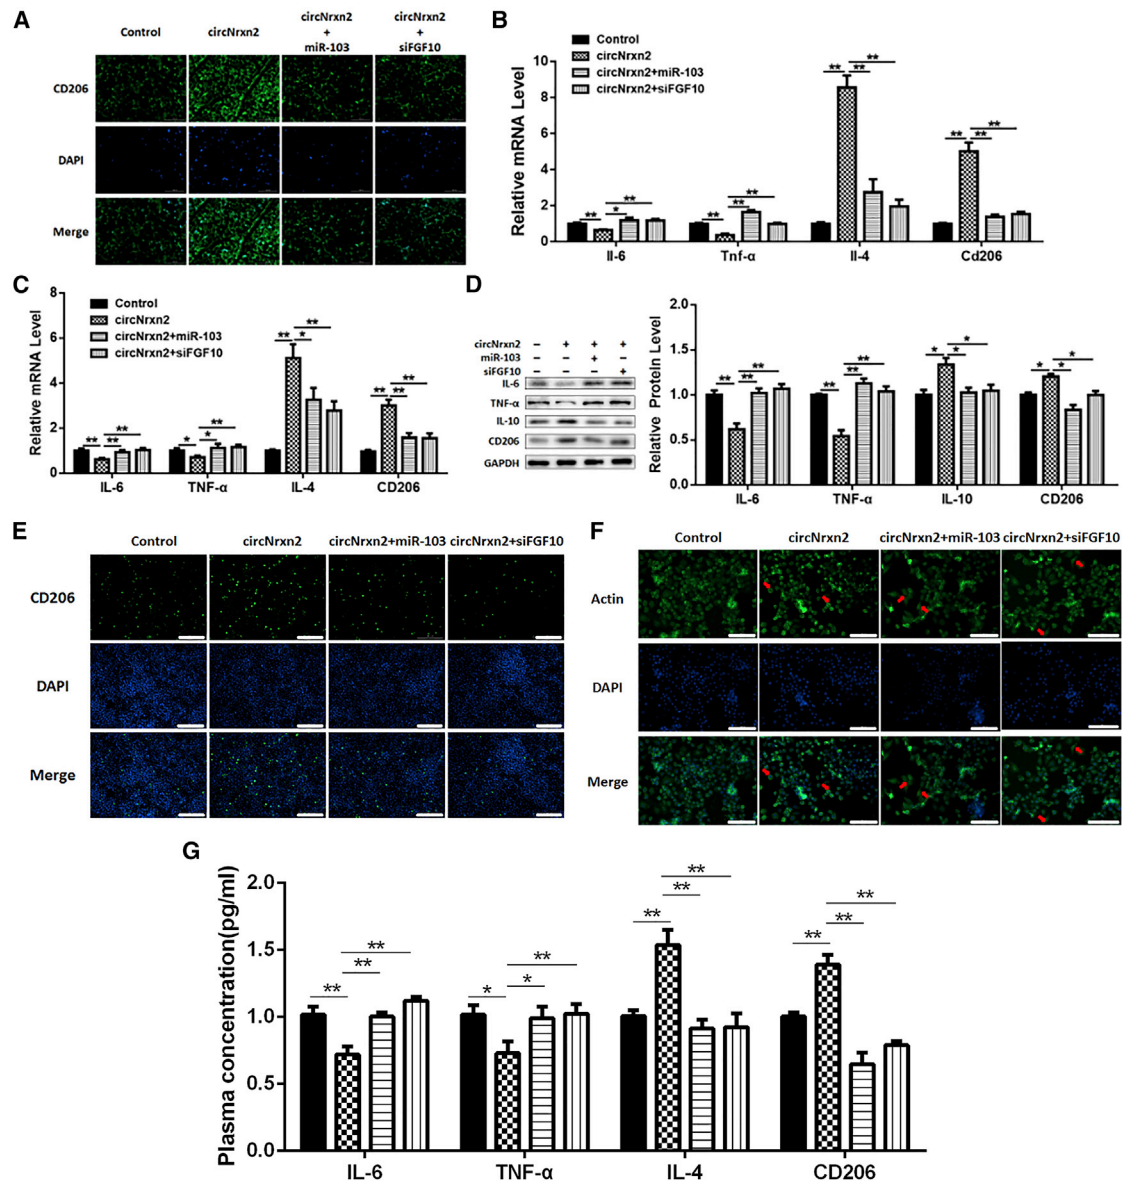 A
Control
circNrxn2
circNrxn2
+
miR-103
circNrxn2
+
siFGF10
CD206
DAPI
Merge
B
Control
circNrxn2
circNrxn2+miR-103
circNrxn2+siFGF10
Relative mRNA Level
10
8
6
4
2
0
** * **
** ** **
** ** **
** ** **
Il-6 Tnf-α Il-4 Cd206
C
Control
circNrxn2
circNrxn2+miR-103
circNrxn2+siFGF10
Relative mRNA Level
8
6
4
2
0
** ** **
* * **
** * **
** ** **
IL-6 TNF-α IL-4 CD206
D
circNrxn2 – + + +
miR-103 – – + –
siFGF10 – – – +
IL-6
TNF-α
IL-10
CD206
GAPDH
Relative Protein Level
2.0
1.5
1.0
0.5
0.0
** ** **
** ** **
* * *
* * *
IL-6 TNF-α IL-10 CD206
E
Control circNrxn2 circNrxn2+miR-103 circNrxn2+siFGF10
CD206
DAPI
Merge
F
Control circNrxn2 circNrxn2+miR-103 circNrxn2+siFGF10
Actin
DAPI
Merge
G
Plasma concentration(pg/ml)
2.0
1.5
1.0
0.5
0.0
** ** **
* * **
** ** **
** ** **
IL-6 TNF-α IL-4 CD206